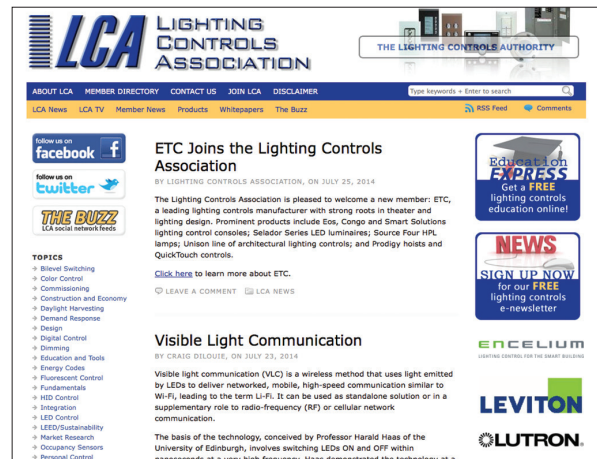 LCA
LIGHTING
CONTROLS
ASSOCIATION
THE LIGHTING CONTROLS AUTHORITY
ABOUT LCA MEMBER DIRECTORY CONTACT US JOIN LCA DISCLAIMER
Type keywords + Enter to search
LCA News LCA TV Member News Products Whitepapers The Buzz
RSS Feed Comments
follow us on
facebook f
follow us on
twitter
THE BUZZ
LCA social network feeds
TOPICS
Bilevel Switching
Color Control
Commissioning
Construction and Economy
Daylight Harvesting
Demand Response
Design
Digital Control
Dimming
Education and Tools
Energy Codes
Fluorescent Control
Fundamentals
HID Control
Integration
LED Control
LEED/Sustainability
Market Research
Occupancy Sensors
Personal Control
ETC Joins the Lighting Controls
Association
BY LIGHTING CONTROLS ASSOCIATION, ON JULY 25, 2014
The Lighting Controls Association is pleased to welcome a new member: ETC,
a leading lighting controls manufacturer with strong roots in theater and
lighting design. Prominent products include Eos, Congo and Smart Solutions
lighting control consoles; Selador Series LED luminaires; Source Four HPL
lamps; Unison line of architectural lighting controls; and Prodigy hoists and
QuickTouch controls.
Click here to learn more about ETC.
LEAVE A COMMENT LCA NEWS
Visible Light Communication
BY CRAIG DILOUIE, ON JULY 23, 2014
Visible light communication (VLC) is a wireless method that uses light emitted
by LEDs to deliver networked, mobile, high-speed communication similar to
Wi-Fi, leading to the term Li-Fi. It can be used as standalone solution or in a
supplementary role to radio-frequency (RF) or cellular network
communication.
The basis of the technology, conceived by Professor Harald Haas of the
University of Edinburgh, involves switching LEDs ON and OFF within
nanoseconds at a very high frequency. Haas demonstrated the technology at a
Education
EXPRESS
Get a FREE
lighting controls
education online!
NEWS
SIGN UP NOW
for our FREE
lighting controls
e-newsletter
ENCELIUM
LIGHTING CONTROL FOR THE SMART BUILDING
LEVITON
LUTRON.